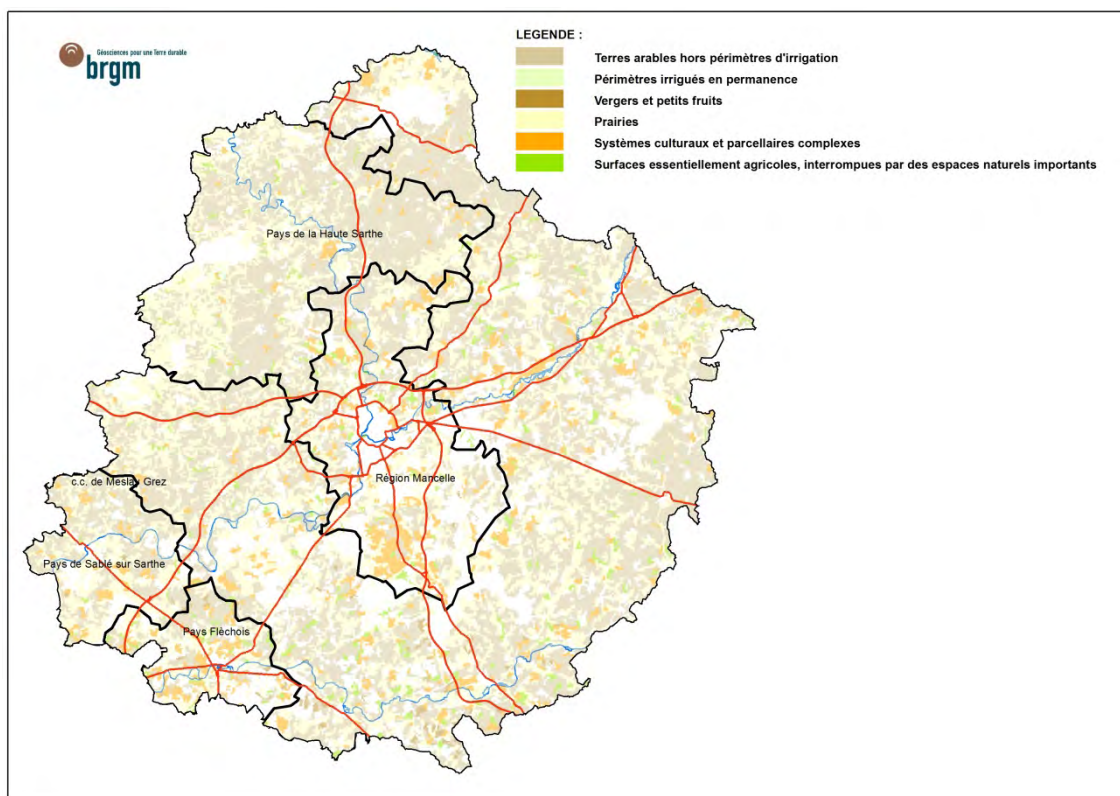 Géosciences pour une Terre durable
brgm
LEGENDE :
Terres arables hors périmètres d'irrigation
Périmètres irrigués en permanence
Vergers et petits fruits
Prairies
Systèmes culturaux et parcellaires complexes
Surfaces essentiellement agricoles, interrompues par des espaces naturels importants
Pays de la Haute Sarthe
Région Mancelle
c.c. de Meslay Grez
Pays de Sablé sur Sarthe
Pays Flèchois